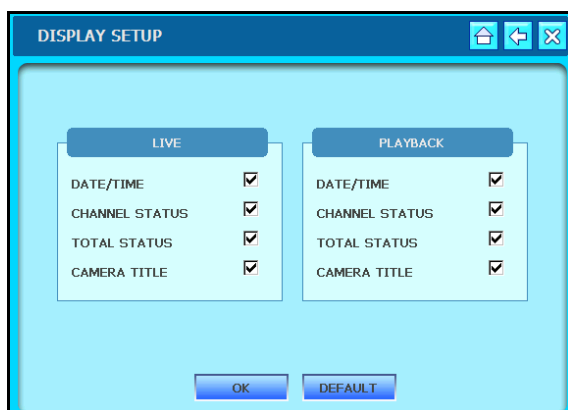 DISPLAY SETUP
LIVE
DATE/TIME
CHANNEL STATUS
TOTAL STATUS
CAMERA TITLE
PLAYBACK
DATE/TIME
CHANNEL STATUS
TOTAL STATUS
CAMERA TITLE
OK
DEFAULT